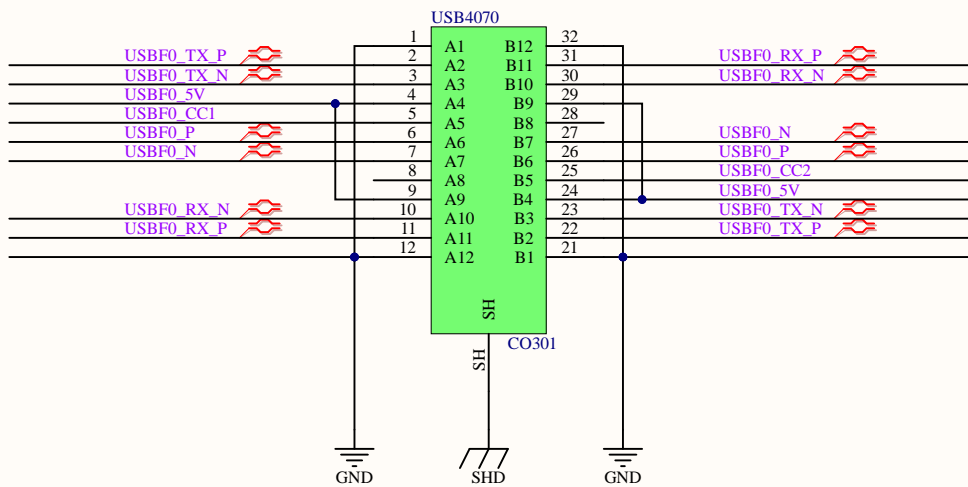 USB4070
1 A1 B12 32
USBF0_TX_P 2 A2 B11 31 USBF0_RX_P
USBF0_TX_N 3 A3 B10 30 USBF0_RX_N
USBF0_5V 4 A4 B9 29
USBF0_CC1 5 A5 B8 28
USBF0_P 6 A6 B7 27 USBF0_N
USBF0_N 7 A7 B6 26 USBF0_P
8 A8 B5 25 USBF0_CC2
9 A9 B4 24 USBF0_5V
USBF0_RX_N 10 A10 B3 23 USBF0_TX_N
USBF0_RX_P 11 A11 B2 22 USBF0_TX_P
12 A12 B1 21
SH
CO301
SH
GND
SHD
GND